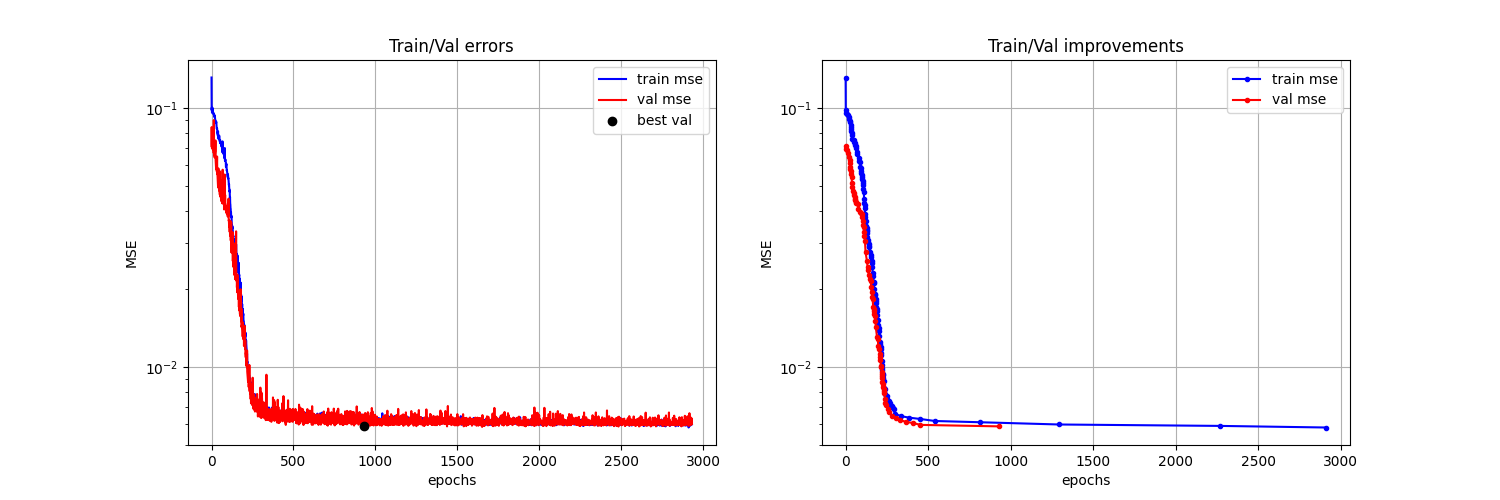 Train/Val errors
MSE
10⁻¹
10⁻²
train mse
val mse
best val
0 500 1000 1500 2000 2500 3000
epochs
Train/Val improvements
MSE
10⁻¹
10⁻²
train mse
val mse
0 500 1000 1500 2000 2500 3000
epochs